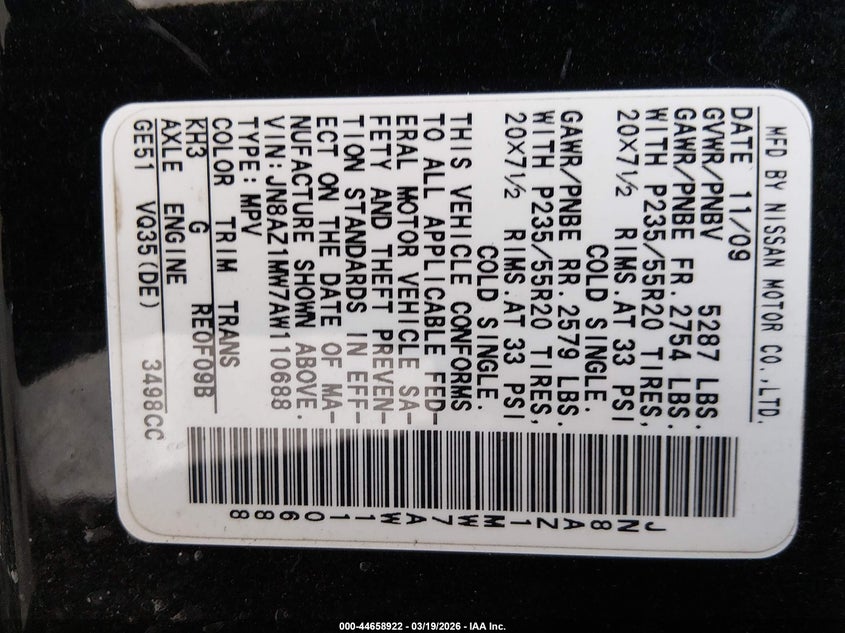 MFD BY NISSAN MOTOR CO.,LTD.
DATE 11/09
GVWR/PNBV 5287 LBS.
GAWR/PNBE FR. 2754 LBS.
WITH P235/55R20 TIRES,
20X7½ RIMS AT 33 PSI
COLD SINGLE.
GAWR/PNBE RR. 2579 LBS.
WITH P235/55R20 TIRES,
20X7½ RIMS AT 33 PSI
COLD SINGLE.
THIS VEHICLE CONFORMS
TO ALL APPLICABLE FED-
ERAL MOTOR VEHICLE SA-
FETY AND THEFT PREVEN-
TION STANDARDS IN EFF-
ECT ON THE DATE OF MA-
NUFACTURE SHOWN ABOVE.
VIN: JN8AZ1MW7AW110688
TYPE: MPV
COLOR TRIM TRANS
KH3 G RE0F09B
AXLE ENGINE
GE51 VQ35(DE) 3498CC
JN8AZ1MW7AW110688
000-44658922 - 03/19/2026 - IAA Inc.